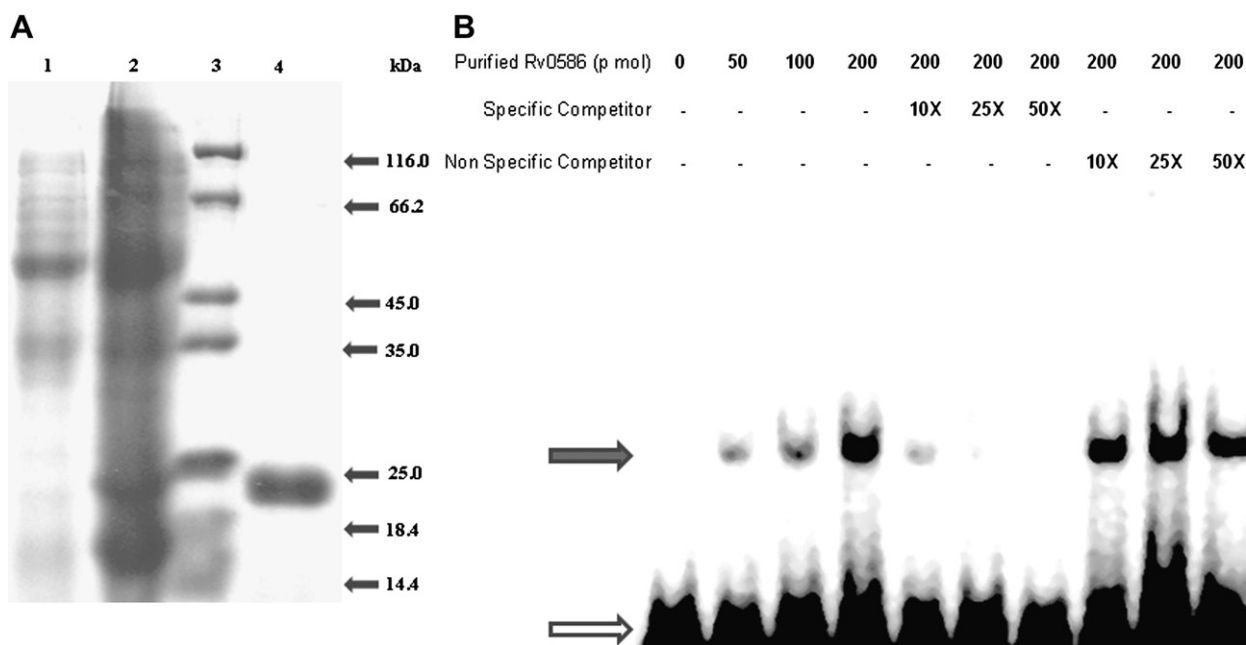 A
1 2 3 4 kDa
116.0
66.2
45.0
35.0
25.0
18.4
14.4
B
Purified Rv0586 (p mol) 0 50 100 200 200 200 200 200 200 200
Specific Competitor - - - - 10X 25X 50X - - -
Non Specific Competitor - - - - - - - 10X 25X 50X